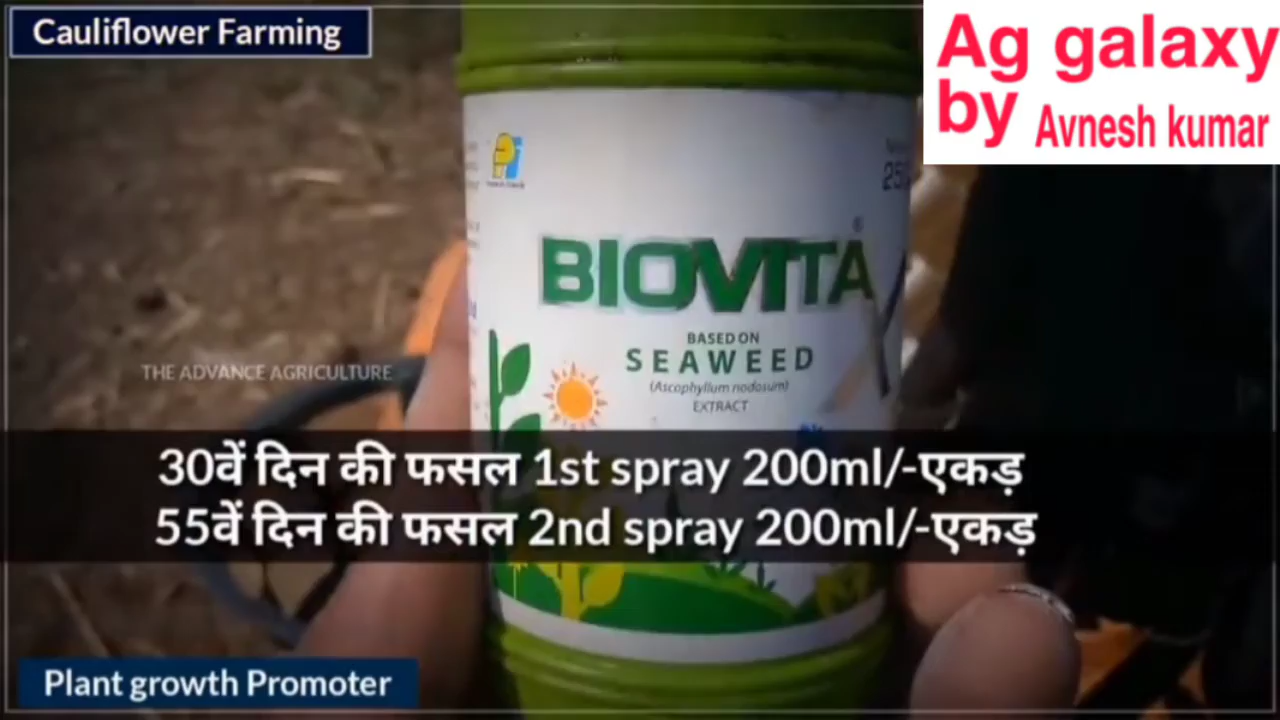 Cauliflower Farming
Ag galaxy
by Avnesh kumar
BIOVITA
®
BASED ON
SEAWEED
(Ascophyllum nodosum)
EXTRACT
THE ADVANCE AGRICULTURE
30वें दिन की फसल 1st spray 200ml/-एकड़
55वें दिन की फसल 2nd spray 200ml/-एकड़
Plant growth Promoter